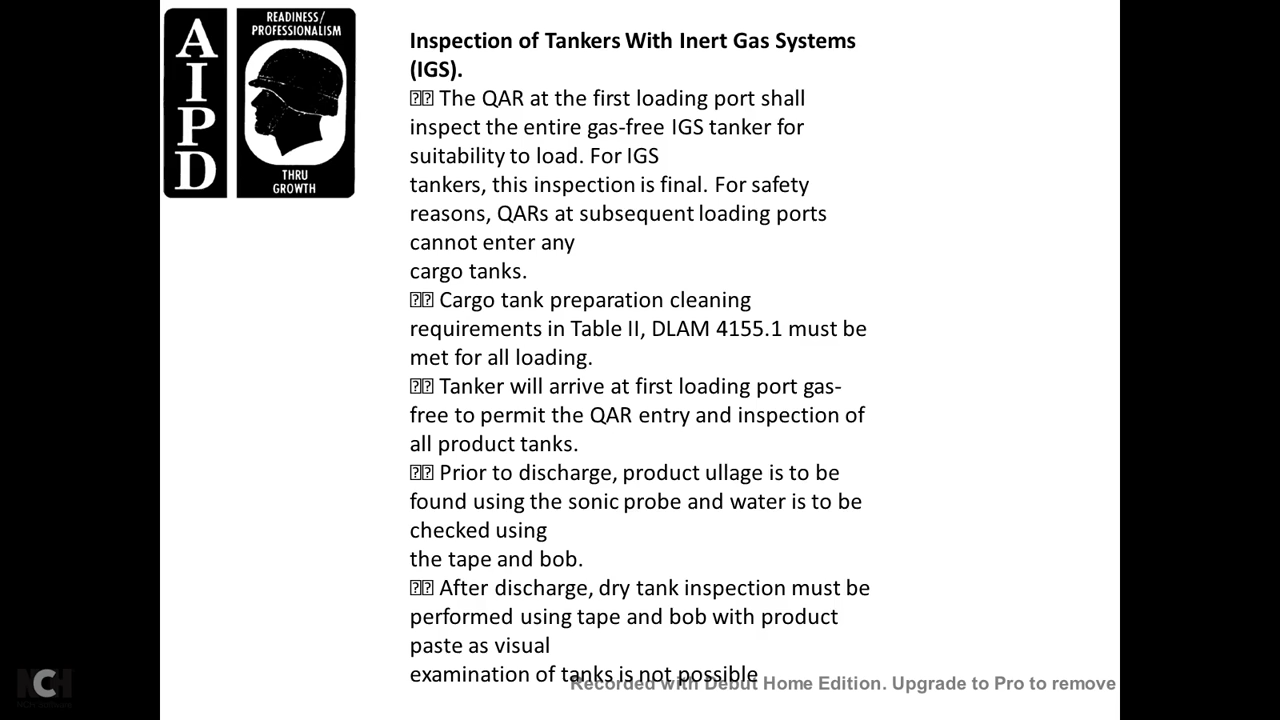 READINESS/
PROFESSIONALISM
A
I
P
D
THRU
GROWTH
Inspection of Tankers With Inert Gas Systems
(IGS).
⍰⍰ The QAR at the first loading port shall
inspect the entire gas-free IGS tanker for
suitability to load. For IGS
tankers, this inspection is final. For safety
reasons, QARs at subsequent loading ports
cannot enter any
cargo tanks.
⍰⍰ Cargo tank preparation cleaning
requirements in Table II, DLAM 4155.1 must be
met for all loading.
⍰⍰ Tanker will arrive at first loading port gas-
free to permit the QAR entry and inspection of
all product tanks.
⍰⍰ Prior to discharge, product ullage is to be
found using the sonic probe and water is to be
checked using
the tape and bob.
⍰⍰ After discharge, dry tank inspection must be
performed using tape and bob with product
paste as visual
examination of tanks is not possible
Recorded with Debut Home Edition. Upgrade to Pro to remove
NCH
NCH Software